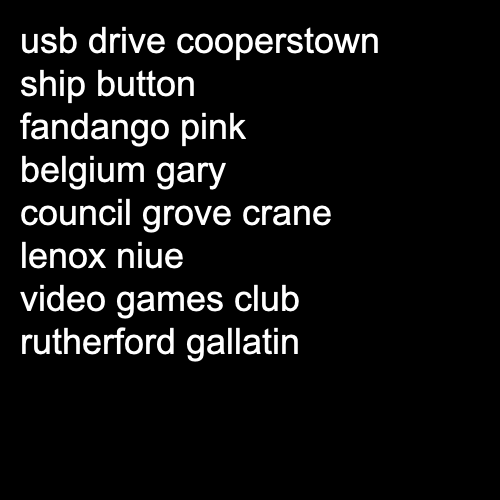 usb drive cooperstown
ship button
fandango pink
belgium gary
council grove crane
lenox niue
video games club
rutherford gallatin